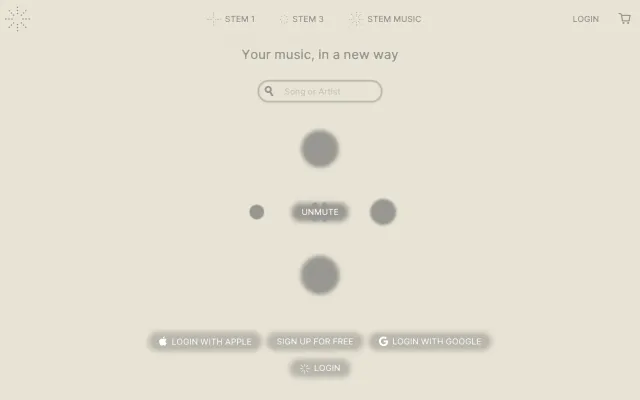 STEM 1 STEM 3 STEM MUSIC LOGIN
Your music, in a new way
Song or Artist
UNMUTE
LOGIN WITH APPLE SIGN UP FOR FREE LOGIN WITH GOOGLE
LOGIN